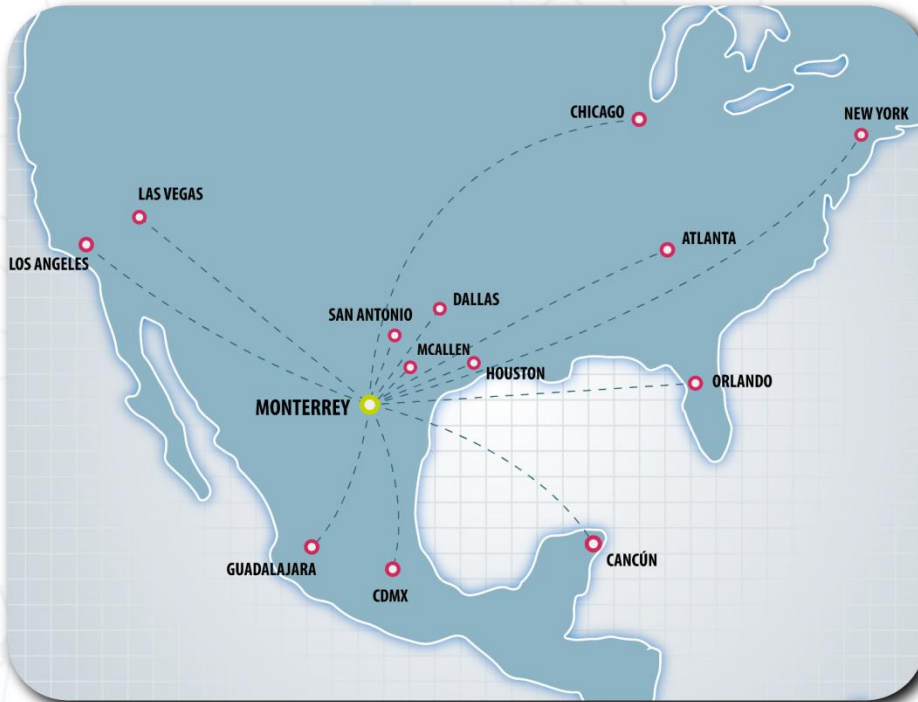 CHICAGO
NEW YORK
LAS VEGAS
ATLANTA
LOS ANGELES
DALLAS
SAN ANTONIO
MCALLEN
HOUSTON
ORLANDO
MONTERREY
GUADALAJARA
CANCÚN
CDMX